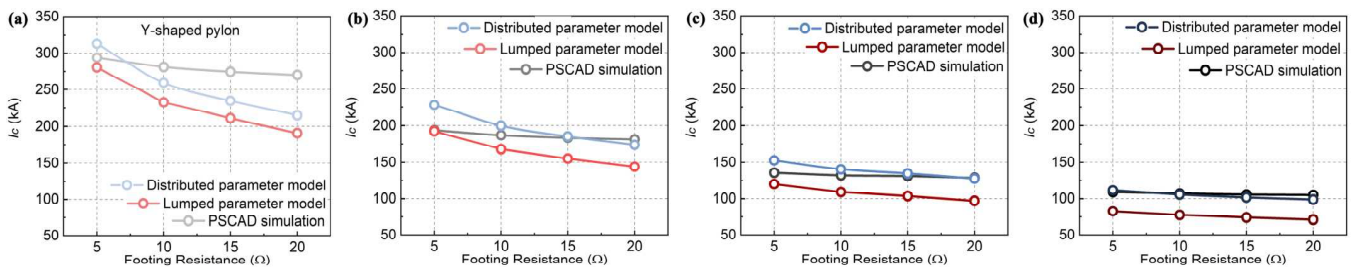 (a)
Y-shaped pylon
350
300
250
200
150
100
50
ic (kA)
Distributed parameter model
Lumped parameter model
PSCAD simulation
5 10 15 20
Footing Resistance (Ω)
(b)
350
300
250
200
150
100
50
ic (kA)
Distributed parameter model
Lumped parameter model
PSCAD simulation
5 10 15 20
Footing Resistance (Ω)
(c)
350
300
250
200
150
100
50
ic (kA)
Distributed parameter model
Lumped parameter model
PSCAD simulation
5 10 15 20
Footing Resistance (Ω)
(d)
350
300
250
200
150
100
50
ic (kA)
Distributed parameter model
Lumped parameter model
PSCAD simulation
5 10 15 20
Footing Resistance (Ω)